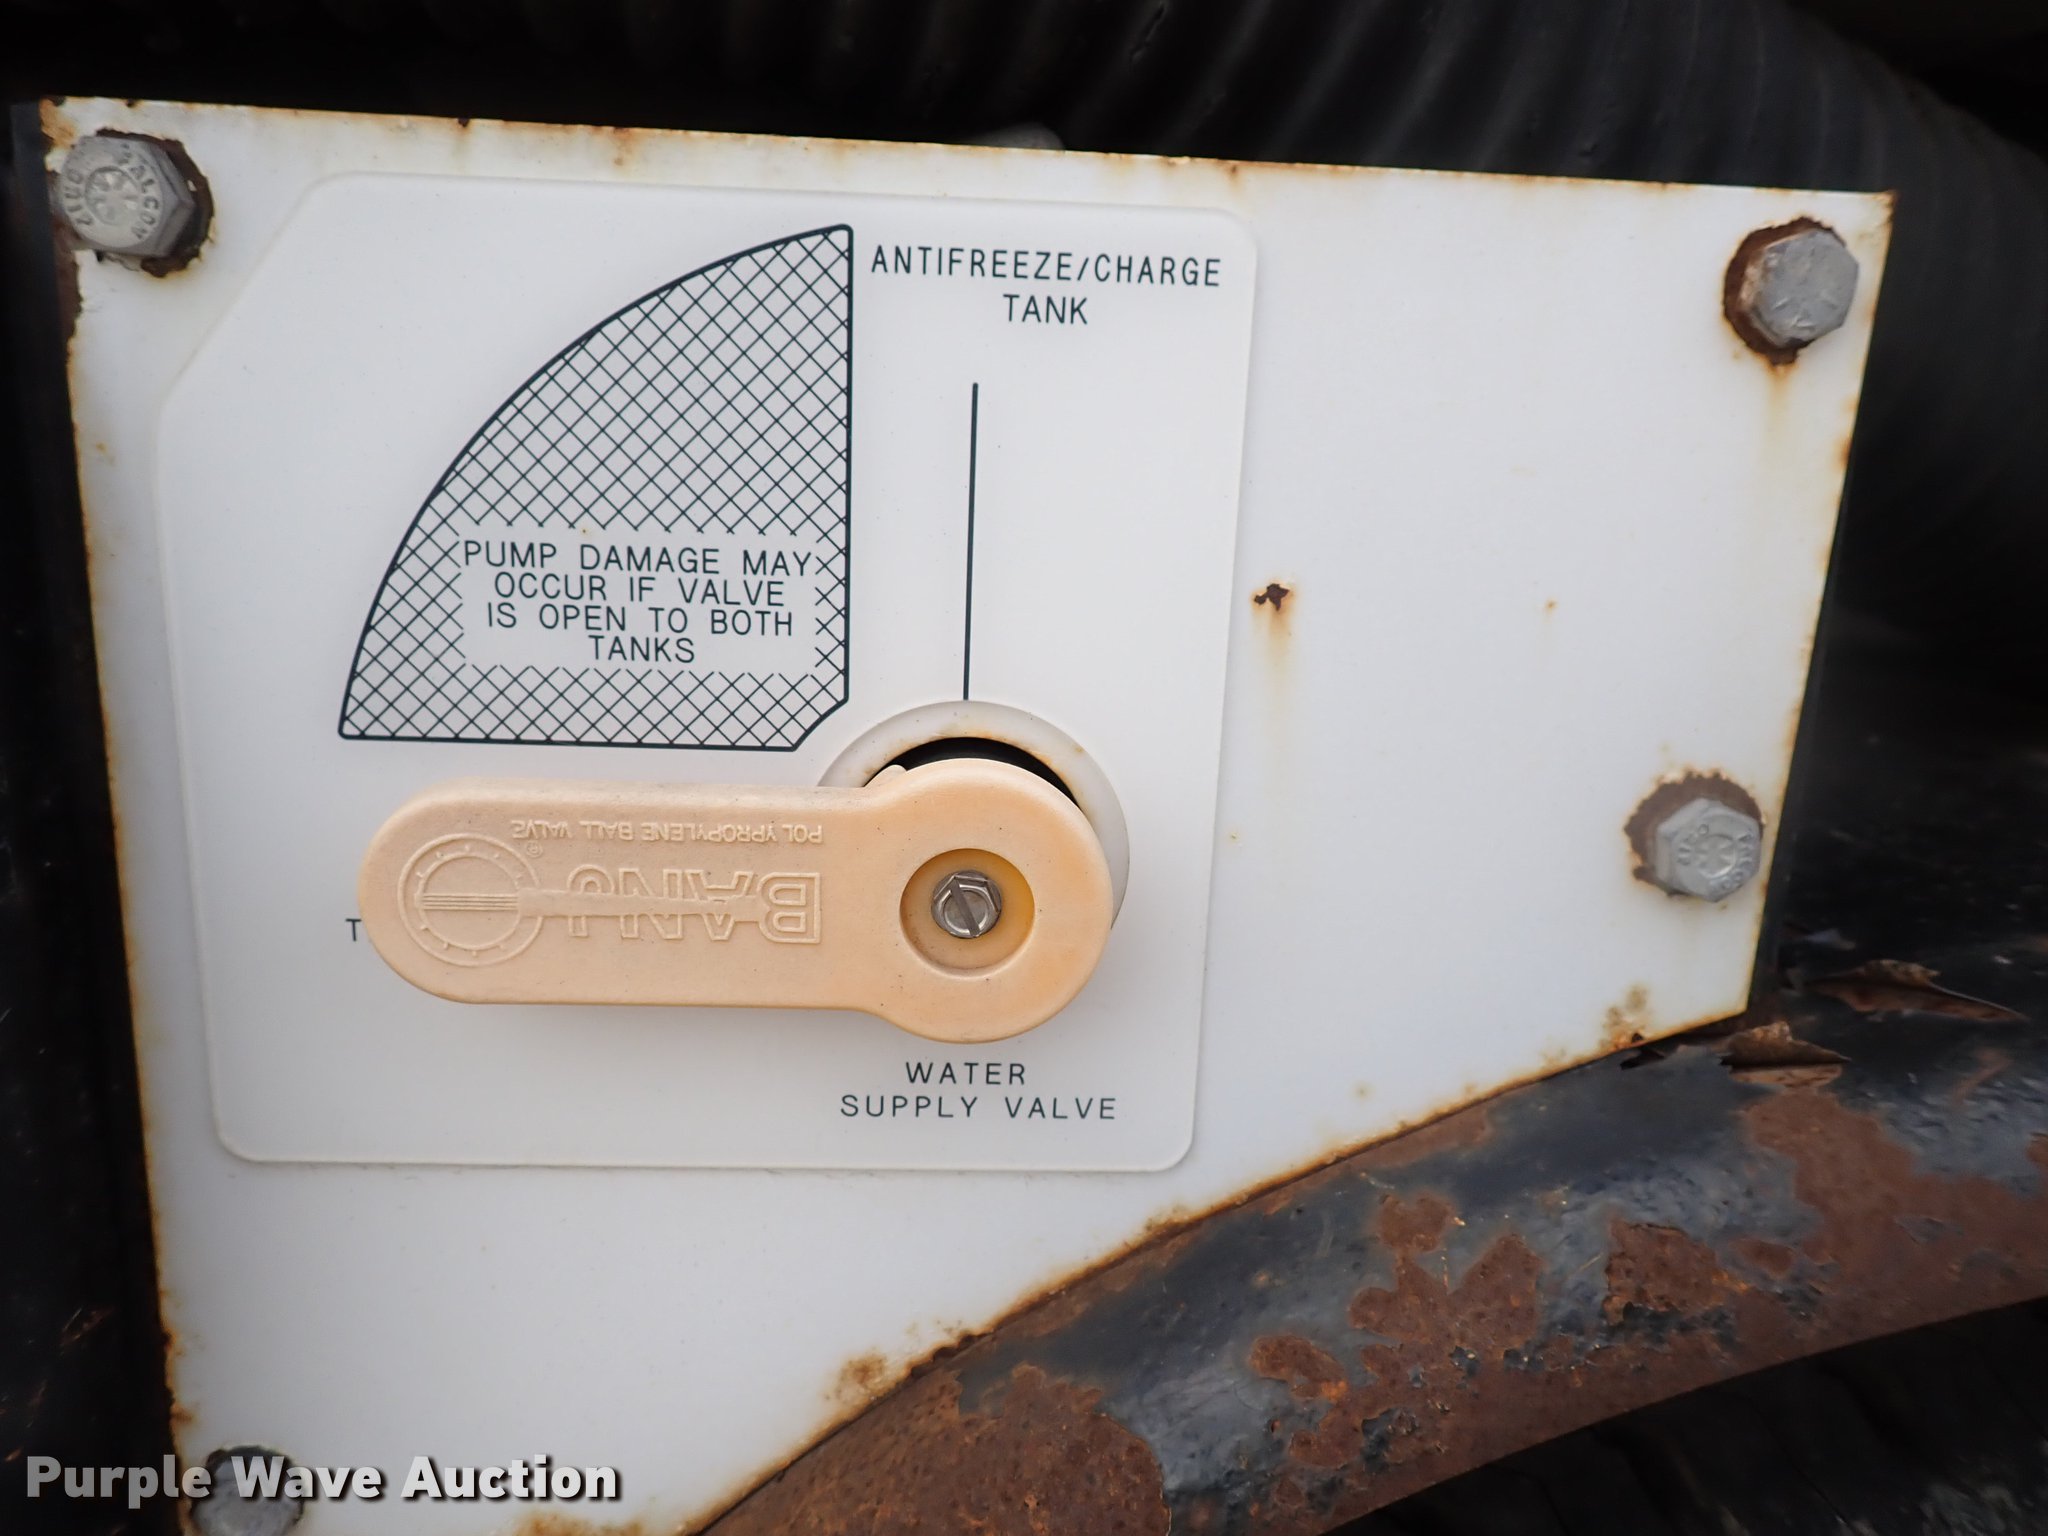 ANTIFREEZE/CHARGE
TANK
PUMP DAMAGE MAY
OCCUR IF VALVE
IS OPEN TO BOTH
TANKS
POLYPROPYLENE BALL VALVE
BANJO®
T
WATER
SUPPLY VALVE
Purple Wave Auction